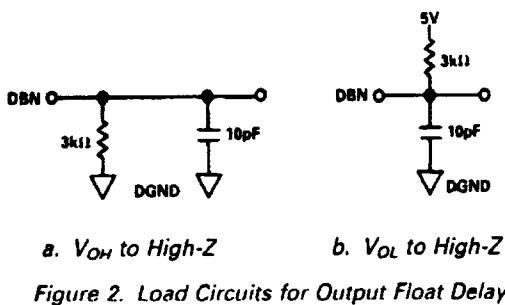 5V
3kΩ
DBN
DBN
3kΩ
10pF
10pF
DGND
DGND
a. VOH to High-Z
b. VOL to High-Z
Figure 2. Load Circuits for Output Float Delay